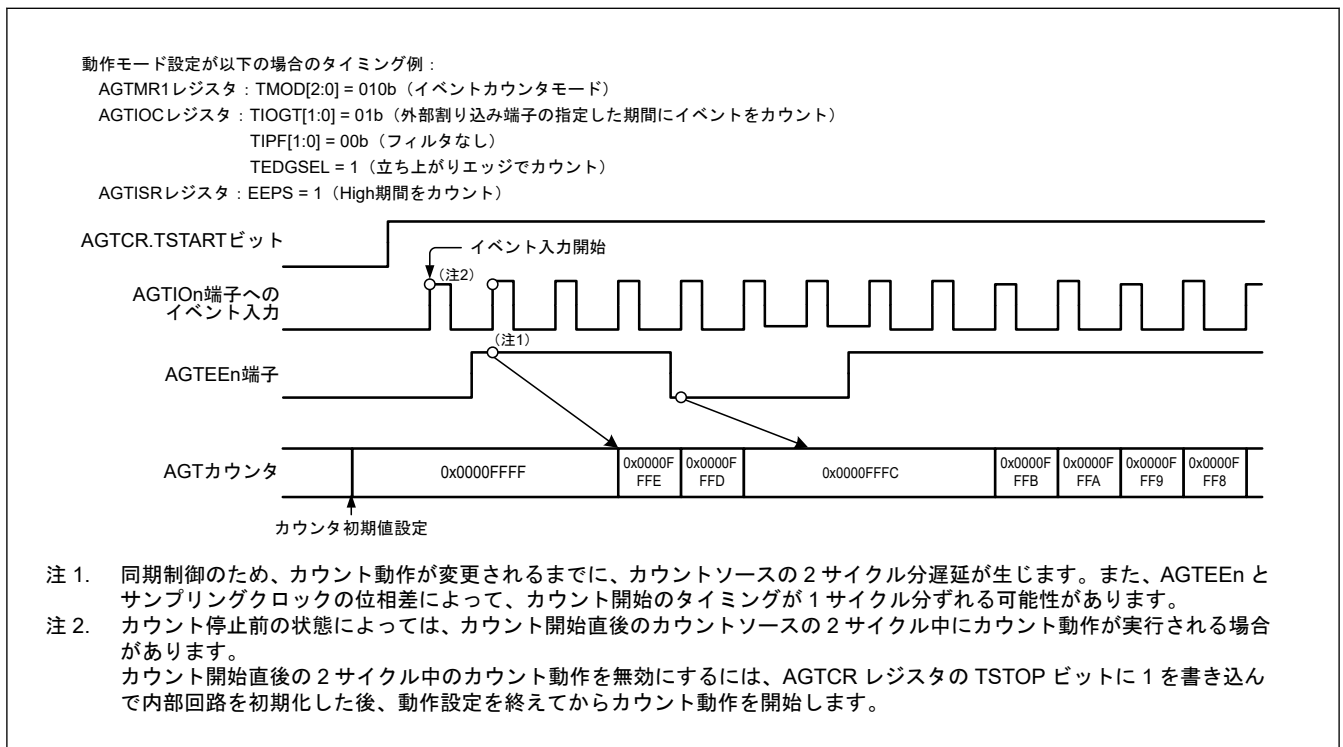 動作モード設定が以下の場合のタイミング例：
AGTMR1レジスタ：TMOD[2:0] = 010b（イベントカウンタモード）
AGTIOCレジスタ：TIOGT[1:0] = 01b（外部割り込み端子の指定した期間にイベントをカウント）
TIPF[1:0] = 00b（フィルタなし）
TEDGSEL = 1（立ち上がりエッジでカウント）
AGTISRレジスタ：EEPS = 1（High期間をカウント）
AGTCR.TSTARTビット
イベント入力開始
（注2）
AGTIOn端子への
イベント入力
（注1）
AGTEEn端子
AGTカウンタ
0x0000FFFF
0x0000F
FFE
0x0000F
FFD
0x0000FFFC
0x0000F
FFB
0x0000F
FFA
0x0000F
FF9
0x0000F
FF8
カウンタ初期値設定
注 1. 同期制御のため、カウント動作が変更されるまでに、カウントソースの 2 サイクル分遅延が生じます。また、AGTEEn と
サンプリングクロックの位相差によって、カウント開始のタイミングが 1 サイクル分ずれる可能性があります。
注 2. カウント停止前の状態によっては、カウント開始直後のカウントソースの 2 サイクル中にカウント動作が実行される場合
があります。
カウント開始直後の 2 サイクル中のカウント動作を無効にするには、AGTCR レジスタの TSTOP ビットに 1 を書き込ん
で内部回路を初期化した後、動作設定を終えてからカウント動作を開始します。